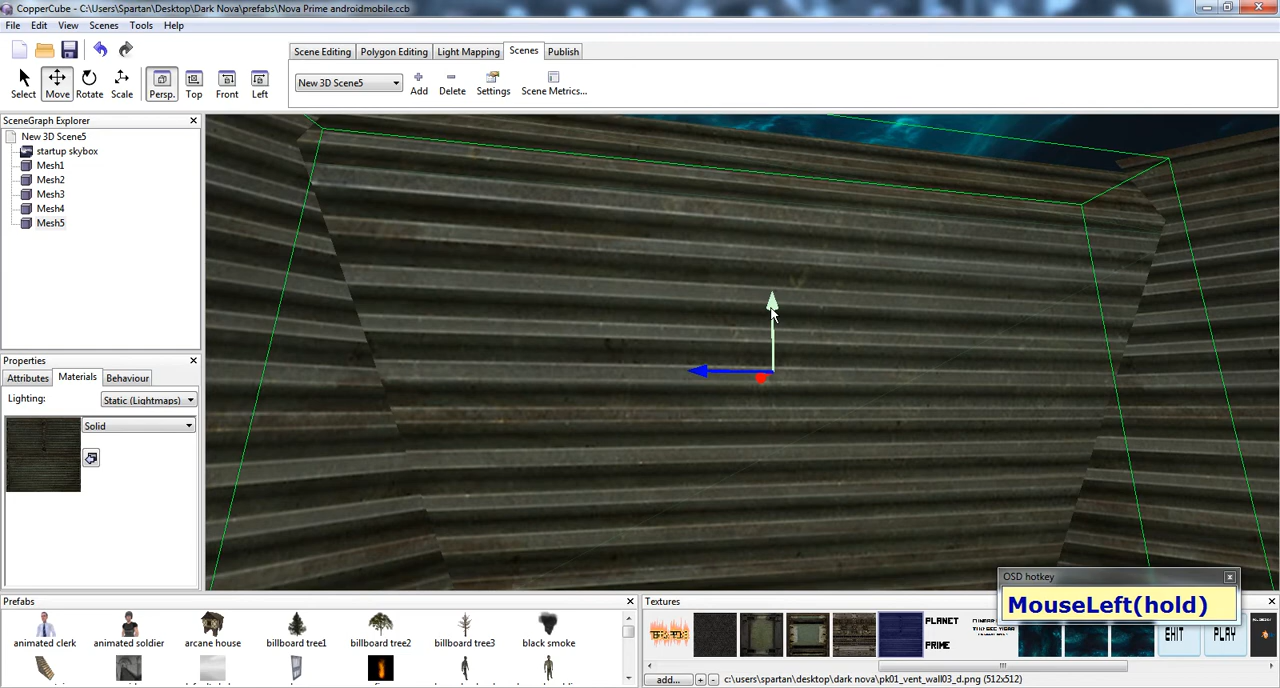 CopperCube - C:\Users\Spartan\Desktop\Dark Nova\prefabs\Nova Prime androidmobile.ccb
File Edit View Scenes Tools Help
Scene Editing Polygon Editing Light Mapping Scenes Publish
Select Move Rotate Scale Persp. Top Front Left
New 3D Scene5 Add Delete Settings Scene Metrics...
SceneGraph Explorer
New 3D Scene5
startup skybox
Mesh1
Mesh2
Mesh3
Mesh4
Mesh5
Properties
Attributes Materials Behaviour
Lighting: Static (Lightmaps)
Solid
OSD hotkey
MouseLeft(hold)
Prefabs
animated clerk animated soldier arcane house billboard tree1 billboard tree2 billboard tree3 black smoke
Textures
PLANET
PRIME
EXIT PLAY
add... + - c:\users\spartan\desktop\dark nova\pk01_vent_wall03_d.png (512x512)